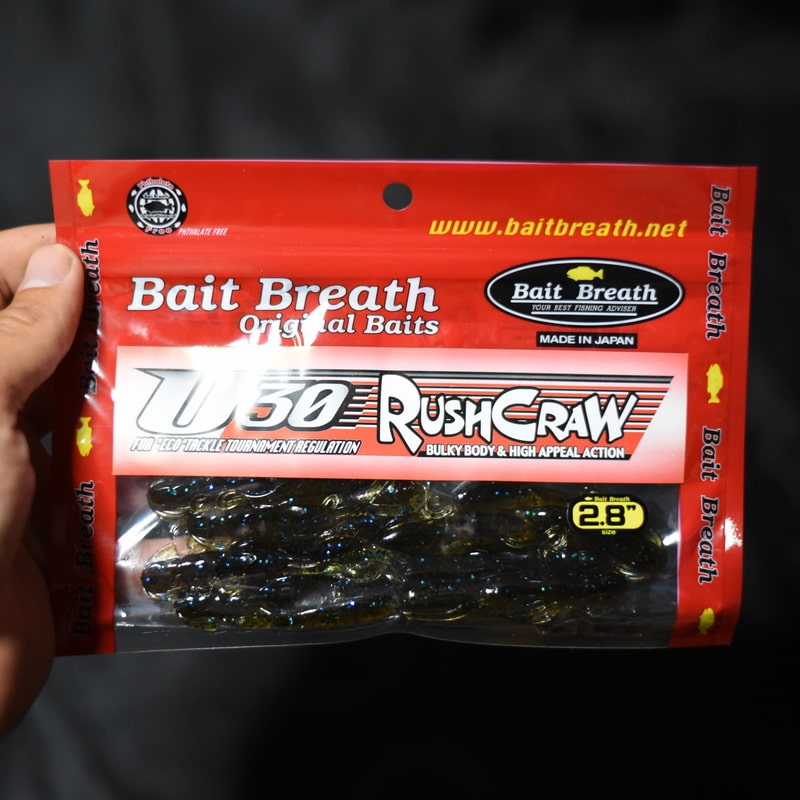 Phthalate
Free
PHTHALATE FREE
www.baitbreath.net
Bait Breath
Original Baits
Bait Breath
YOUR BEST FISHING ADVISER
MADE IN JAPAN
U30
FOR "ECO" TACKLE TOURNAMENT REGULATION
RUSHCRAW
BULKY BODY & HIGH APPEAL ACTION
Bait Breath
2.8"
size
Bait Breath
Bait Breath
Bait Breath
Bait Breath